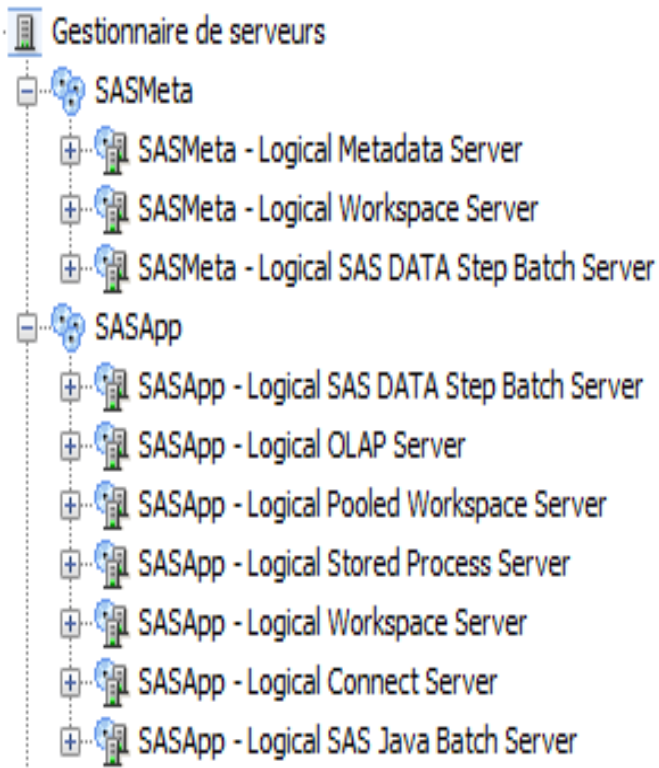 Gestionnaire de serveurs
SASMeta
SASMeta - Logical Metadata Server
SASMeta - Logical Workspace Server
SASMeta - Logical SAS DATA Step Batch Server
SASApp
SASApp - Logical SAS DATA Step Batch Server
SASApp - Logical OLAP Server
SASApp - Logical Pooled Workspace Server
SASApp - Logical Stored Process Server
SASApp - Logical Workspace Server
SASApp - Logical Connect Server
SASApp - Logical SAS Java Batch Server